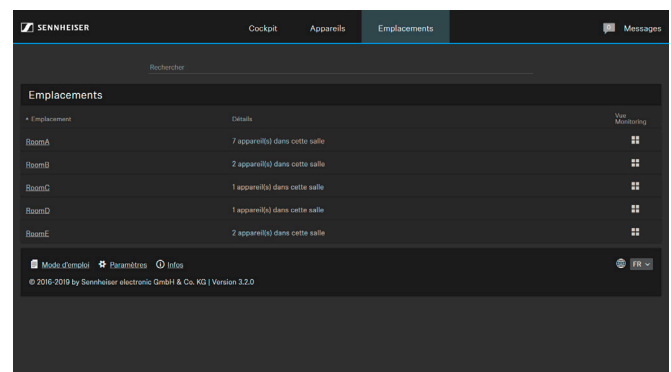 SENNHEISER Cockpit Appareils Emplacements 0 Messages
Rechercher
Emplacements
Emplacement Détails Vue Monitoring
RoomA 7 appareil(s) dans cette salle
RoomB 2 appareil(s) dans cette salle
RoomC 1 appareil(s) dans cette salle
RoomD 1 appareil(s) dans cette salle
RoomE 2 appareil(s) dans cette salle
Mode d'emploi Paramètres Infos FR
© 2016-2019 by Sennheiser electronic GmbH & Co. KG | Version 3.2.0